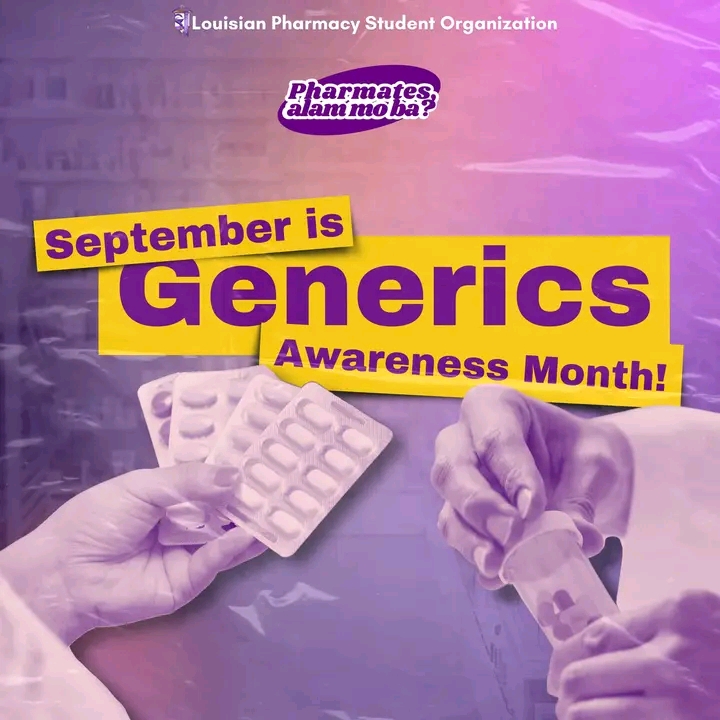 Louisian Pharmacy Student Organization
Pharmates,
alam mo ba?
September is
Generics
Awareness Month!